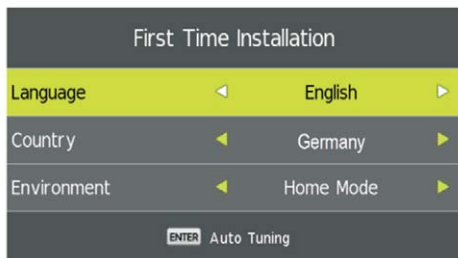 First Time Installation
Language English
Country Germany
Environment Home Mode
ENTER Auto Tuning